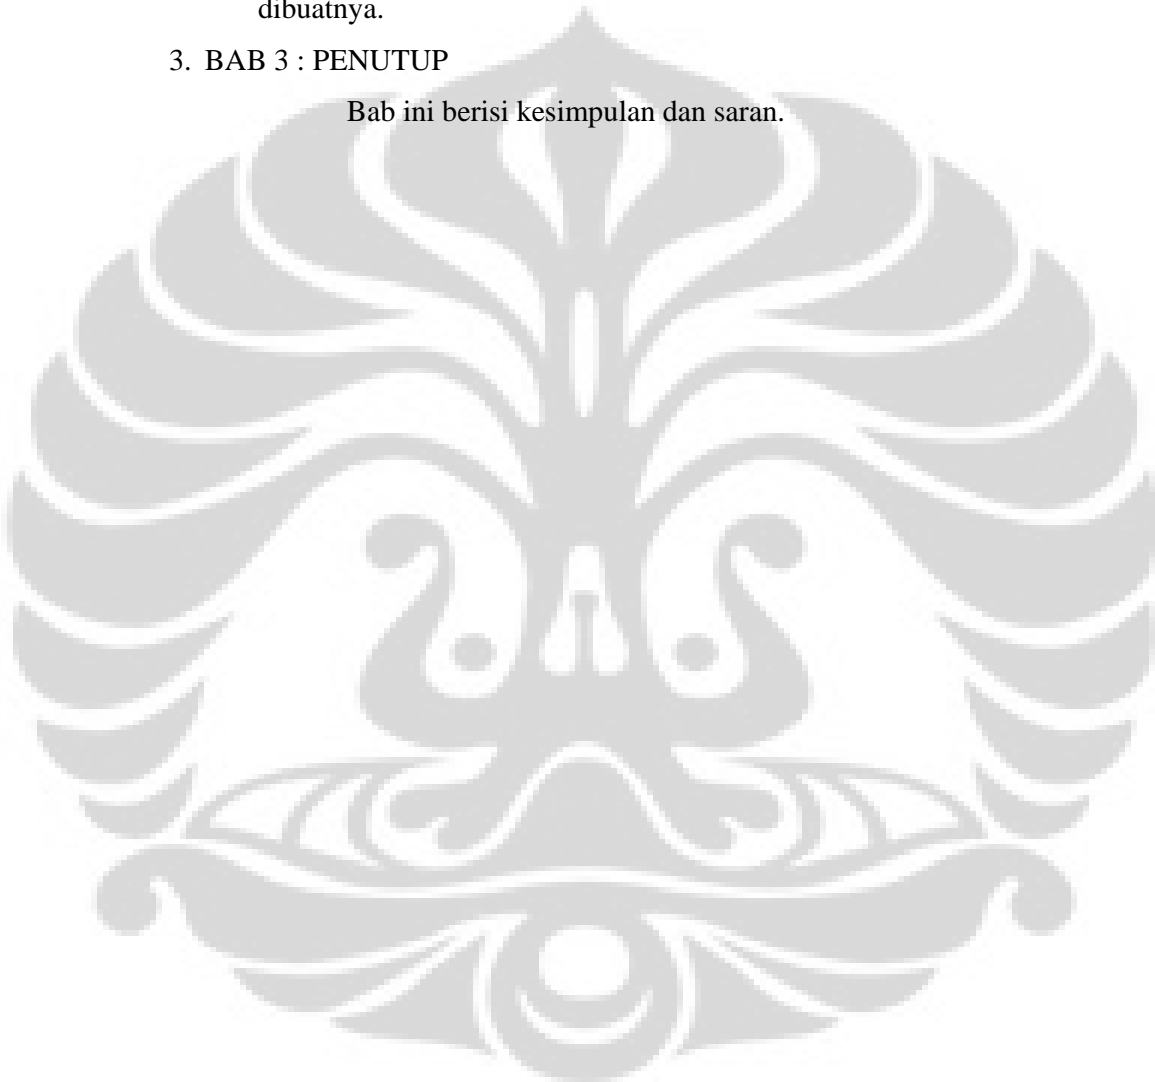 dibuatnya.
3. BAB 3 : PENUTUP
Bab ini berisi kesimpulan dan saran.